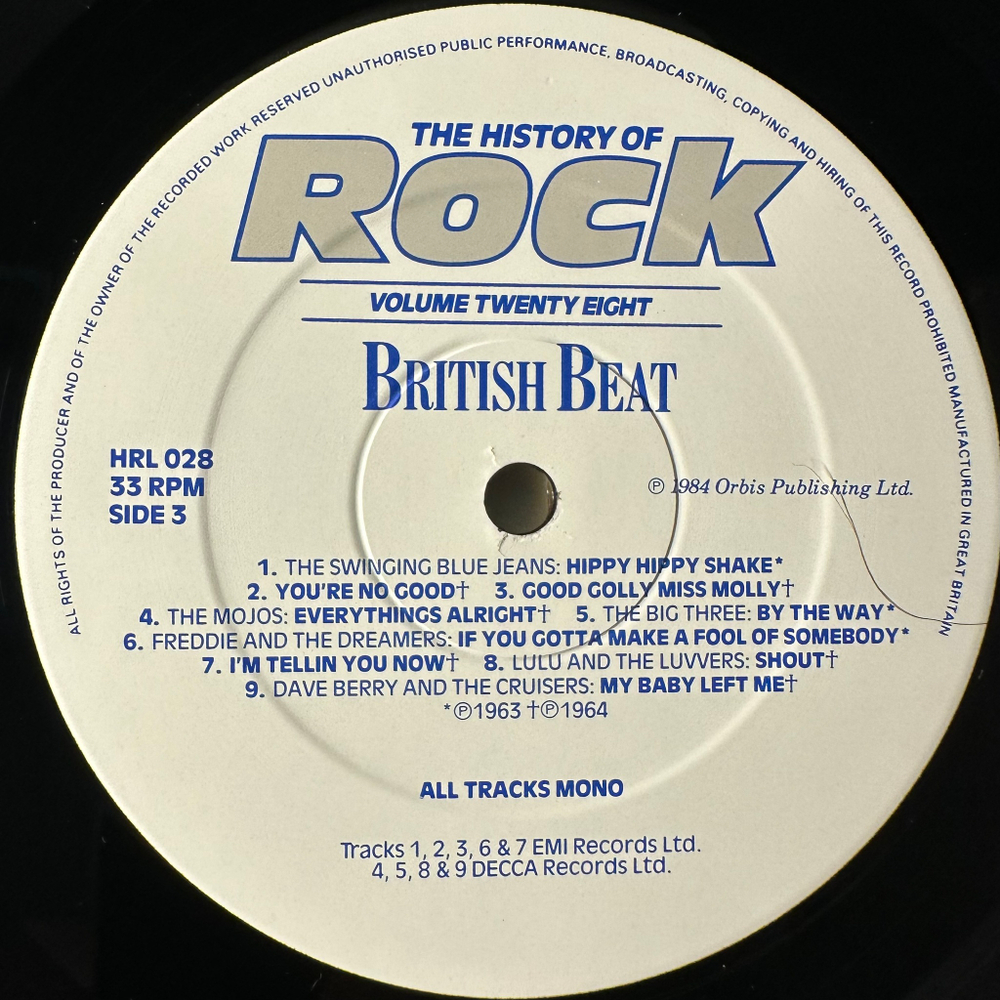 ALL RIGHTS OF THE PRODUCER AND OF THE OWNER OF THE RECORDED WORK RESERVED UNAUTHORISED PUBLIC PERFORMANCE, BROADCASTING, COPYING AND HIRING OF THIS RECORD PROHIBITED MANUFACTURED IN GREAT BRITAIN
THE HISTORY OF
ROCK
VOLUME TWENTY EIGHT
BRITISH BEAT
HRL 028
33 RPM
SIDE 3
℗ 1984 Orbis Publishing Ltd.
1. THE SWINGING BLUE JEANS: HIPPY HIPPY SHAKE*
2. YOU'RE NO GOOD† 3. GOOD GOLLY MISS MOLLY†
4. THE MOJOS: EVERYTHINGS ALRIGHT† 5. THE BIG THREE: BY THE WAY*
6. FREDDIE AND THE DREAMERS: IF YOU GOTTA MAKE A FOOL OF SOMEBODY*
7. I'M TELLIN YOU NOW† 8. LULU AND THE LUVVERS: SHOUT†
9. DAVE BERRY AND THE CRUISERS: MY BABY LEFT ME†
*℗1963 †℗1964
ALL TRACKS MONO
Tracks 1, 2, 3, 6 & 7 EMI Records Ltd.
4, 5, 8 & 9 DECCA Records Ltd.